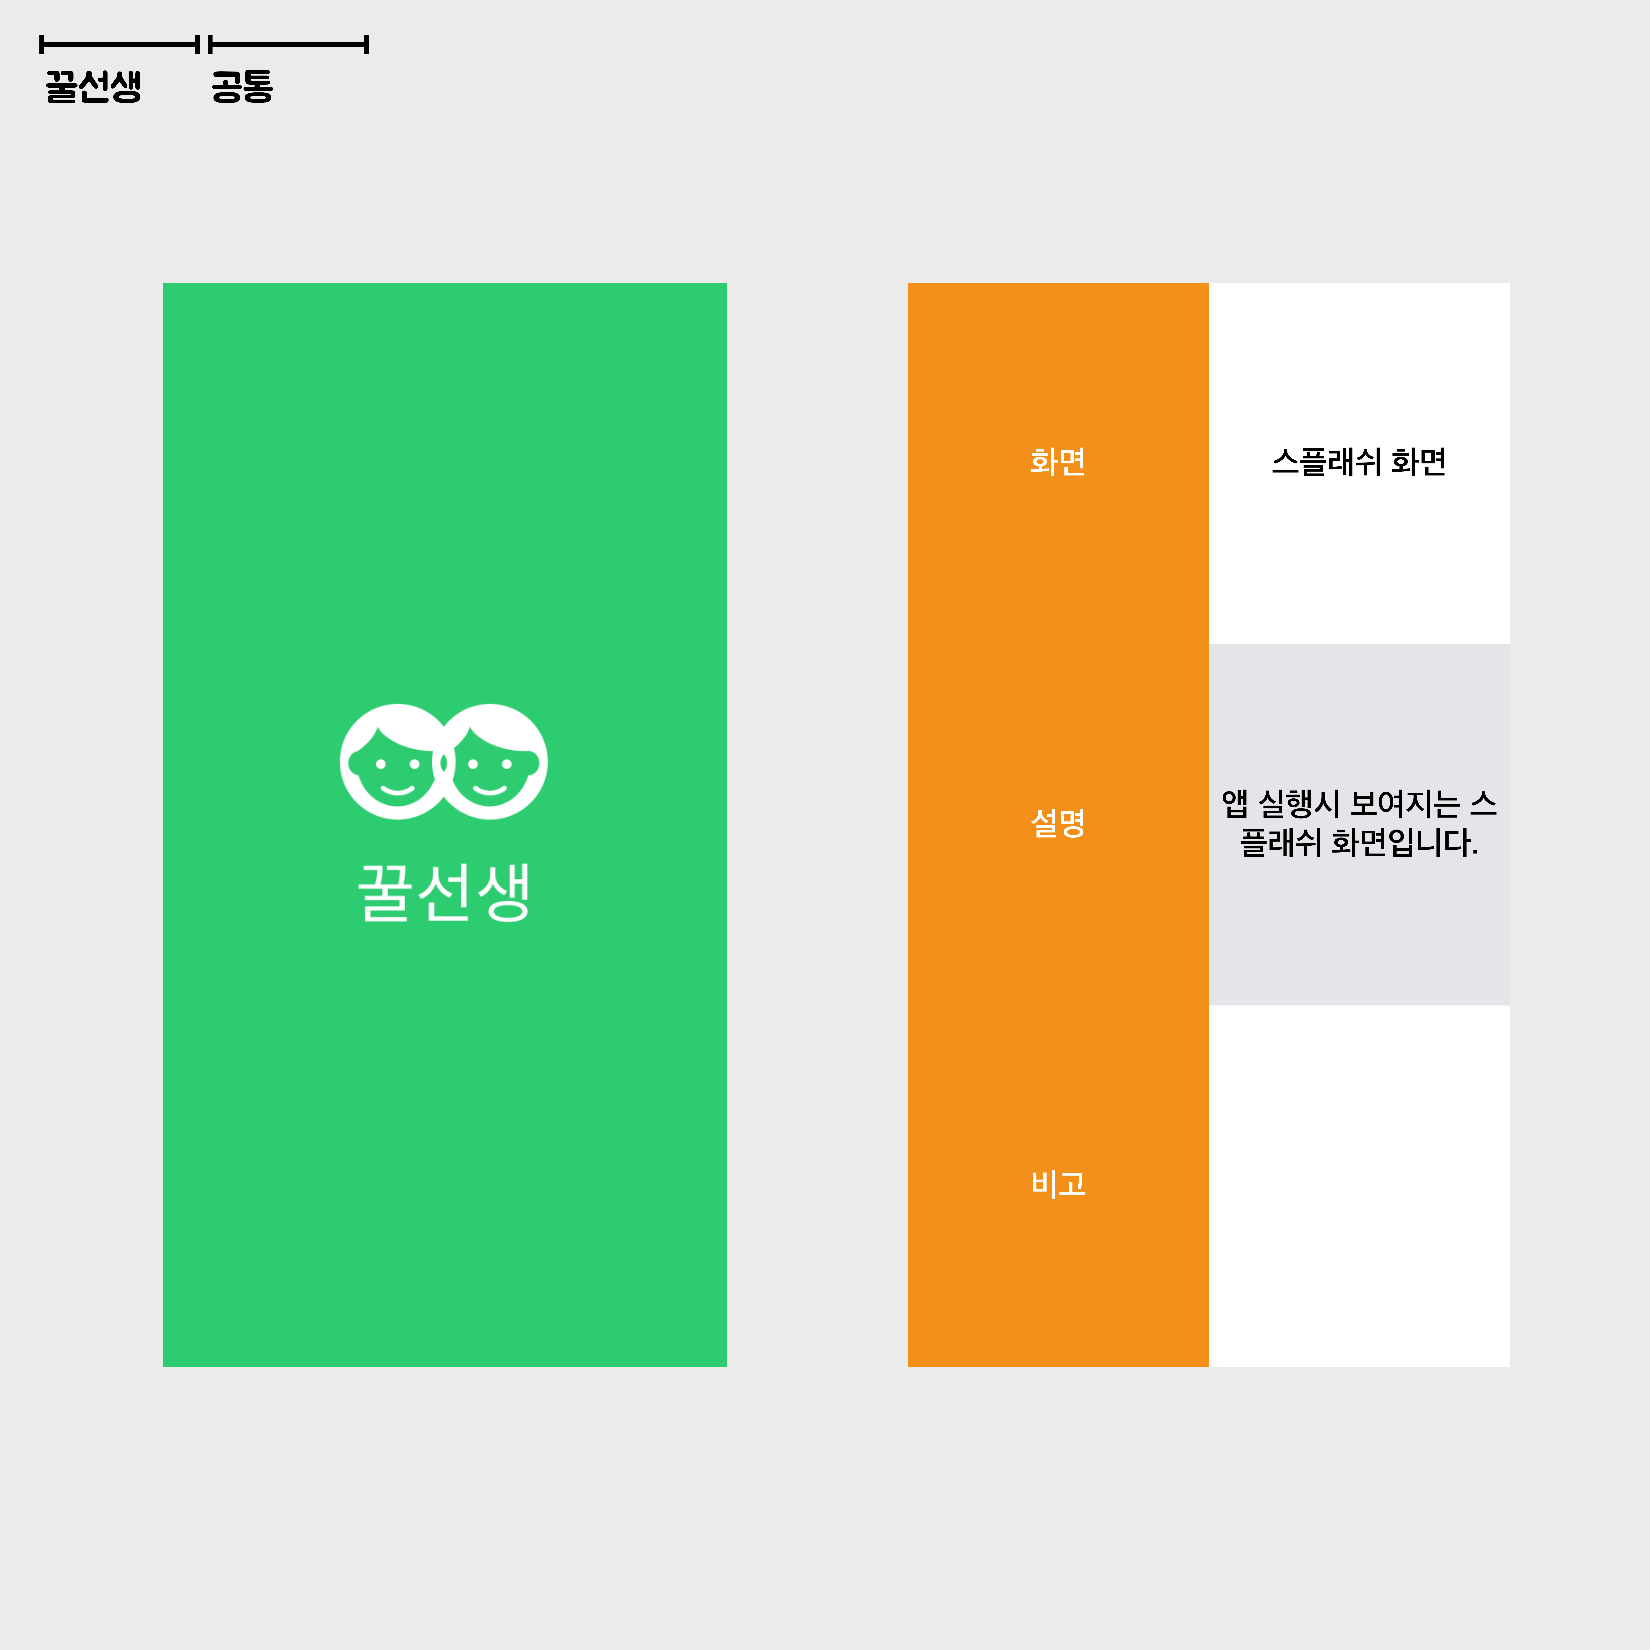 꿀선생 공통
꿀선생
화면 스플래쉬 화면
설명 앱 실행시 보여지는 스
플래쉬 화면입니다.
비고